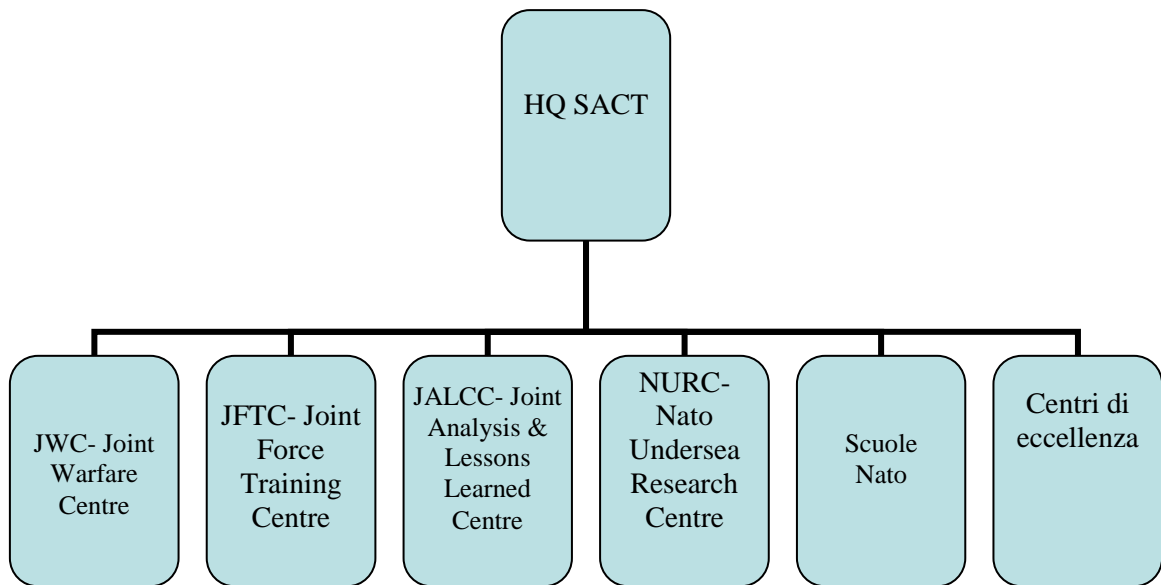 HQ SACT
JWC- Joint
Warfare
Centre
JFTC- Joint
Force
Training
Centre
JALCC- Joint
Analysis &
Lessons
Learned
Centre
NURC-
Nato
Undersea
Research
Centre
Scuole
Nato
Centri di
eccellenza